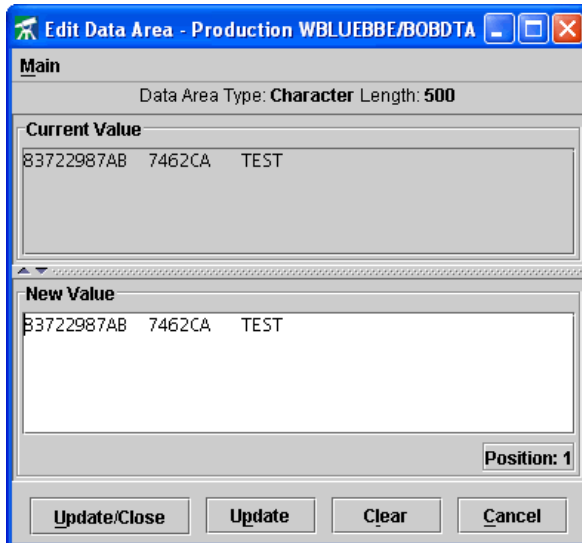 Edit Data Area - Production WBLUEBBE/BOBDTA
Main
Data Area Type: Character Length: 500
Current Value
83722987AB 7462CA TEST
New Value
83722987AB 7462CA TEST
Position: 1
Update/Close Update Clear Cancel